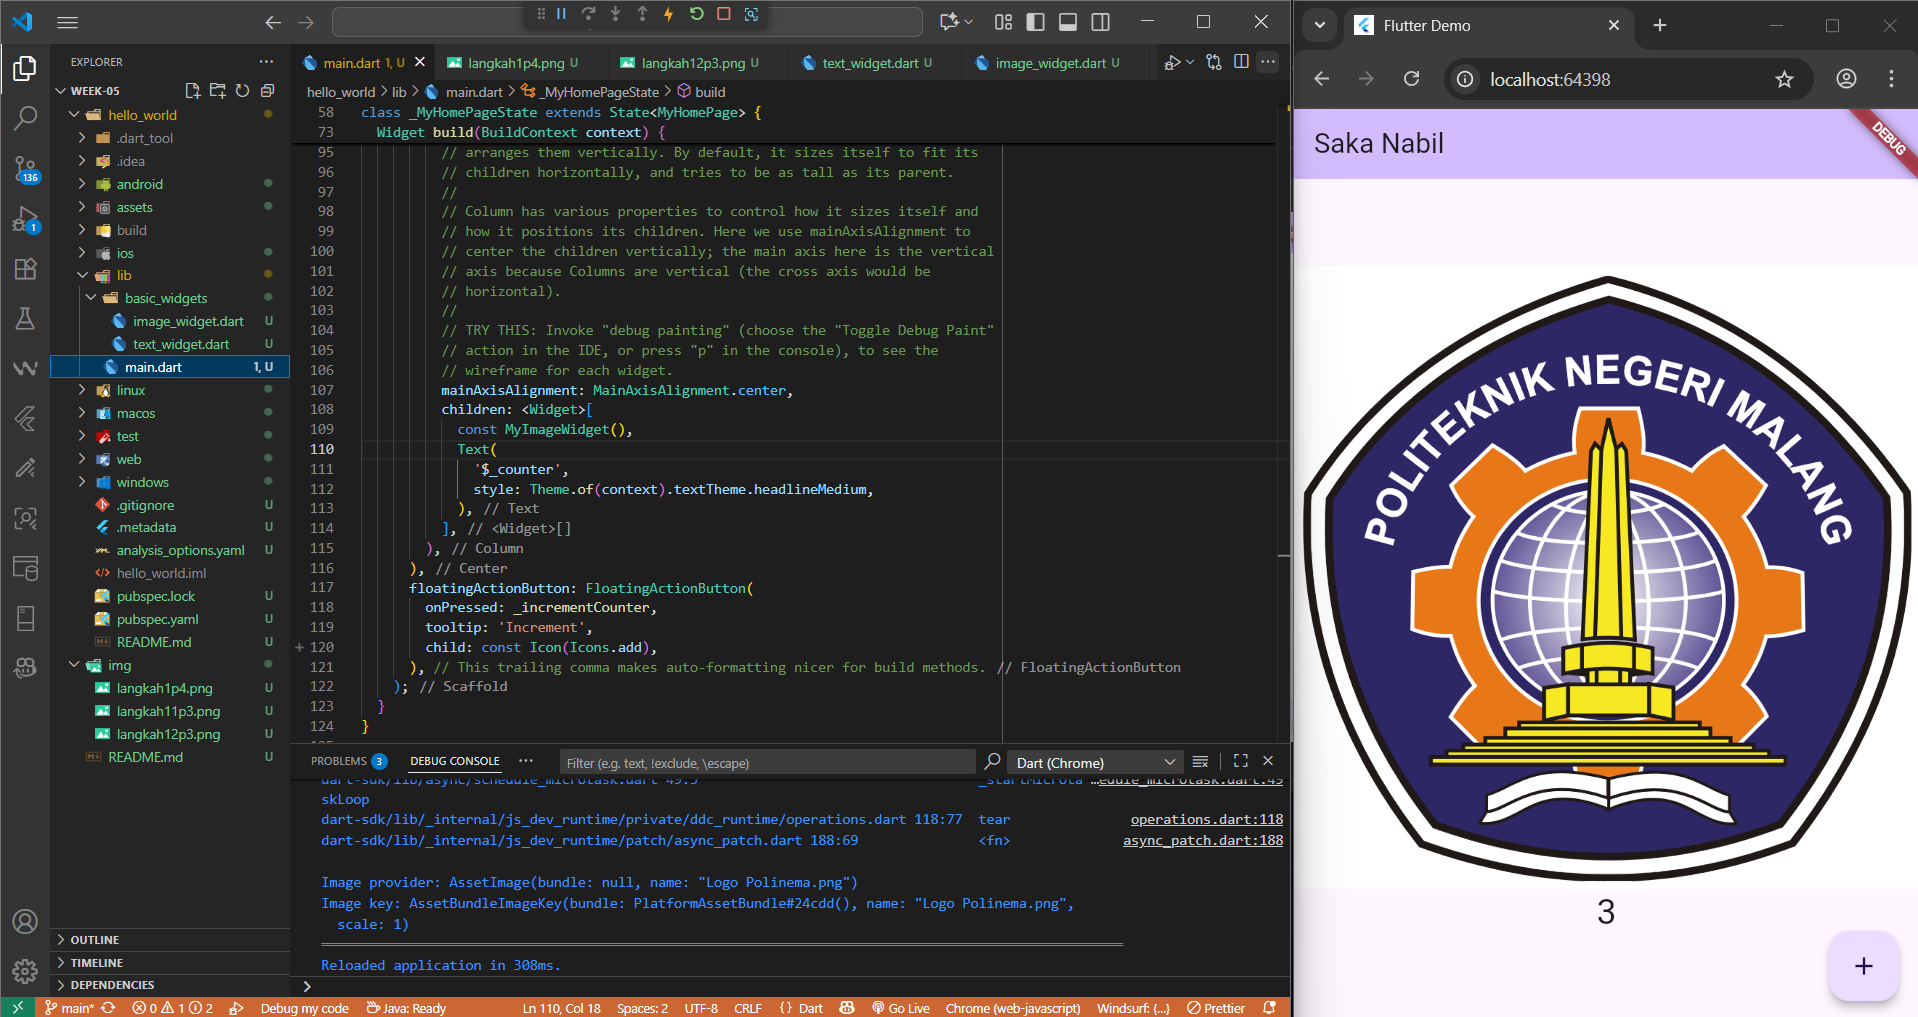 EXPLORER
WEEK-05
hello_world
.dart_tool
.idea
android
assets
build
ios
lib
basic_widgets
image_widget.dart U
text_widget.dart U
main.dart 1, U
linux
macos
test
web
windows
.gitignore U
.metadata U
analysis_options.yaml U
hello_world.iml
pubspec.lock U
pubspec.yaml U
README.md U
img
langkah1p4.png U
langkah11p3.png U
langkah12p3.png U
README.md U
OUTLINE
TIMELINE
DEPENDENCIES
136
1
main.dart 1, U
langkah1p4.png U
langkah12p3.png U
text_widget.dart U
image_widget.dart U
hello_world > lib > main.dart > _MyHomePageState > build
58 class _MyHomePageState extends State<MyHomePage> {
73 Widget build(BuildContext context) {
95 // arranges them vertically. By default, it sizes itself to fit its
96 // children horizontally, and tries to be as tall as its parent.
97 //
98 // Column has various properties to control how it sizes itself and
99 // how it positions its children. Here we use mainAxisAlignment to
100 // center the children vertically; the main axis here is the vertical
101 // axis because Columns are vertical (the cross axis would be
102 // horizontal).
103 //
104 // TRY THIS: Invoke "debug painting" (choose the "Toggle Debug Paint"
105 // action in the IDE, or press "p" in the console), to see the
106 // wireframe for each widget.
107 mainAxisAlignment: MainAxisAlignment.center,
108 children: <Widget>[
109 const MyImageWidget(),
110 Text(
111 '$_counter',
112 style: Theme.of(context).textTheme.headlineMedium,
113 ), // Text
114 ], // <Widget>[]
115 ), // Column
116 ), // Center
117 floatingActionButton: FloatingActionButton(
118 onPressed: _incrementCounter,
119 tooltip: 'Increment',
120 child: const Icon(Icons.add),
121 ), // This trailing comma makes auto-formatting nicer for build methods. // FloatingActionButton
122 ); // Scaffold
123 }
124 }
PROBLEMS 3 DEBUG CONSOLE ... Filter (e.g. text, !exclude, \escape) Dart (Chrome)
dart-sdk/lib/async/schedule_microtask.dart 49:5 _startMicrota …edule_microtask.dart:49
skLoop
dart-sdk/lib/_internal/js_dev_runtime/private/ddc_runtime/operations.dart 118:77 tear operations.dart:118
dart-sdk/lib/_internal/js_dev_runtime/patch/async_patch.dart 188:69 <fn> async_patch.dart:188
Image provider: AssetImage(bundle: null, name: "Logo Polinema.png")
Image key: AssetBundleImageKey(bundle: PlatformAssetBundle#24cdd(), name: "Logo Polinema.png",
scale: 1)
Reloaded application in 308ms.
main* 0 1 2 Debug my code Java: Ready Ln 110, Col 18 Spaces: 2 UTF-8 CRLF {} Dart Go Live Chrome (web-javascript) Windsurf: {...} Prettier
Flutter Demo
localhost:64398
Saka Nabil
DEBUG
POLITEKNIK NEGERI MALANG
3
+